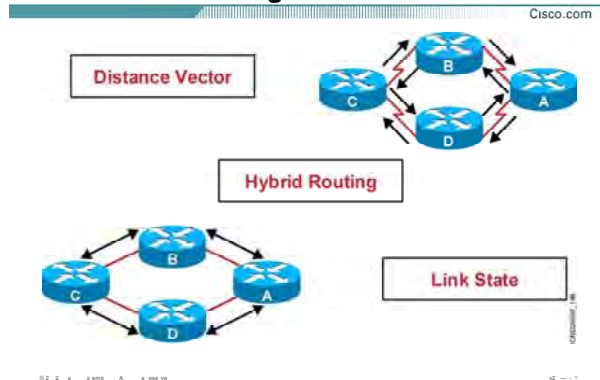 Cisco.com
Distance Vector
B
C
A
D
Hybrid Routing
B
C
A
D
Link State